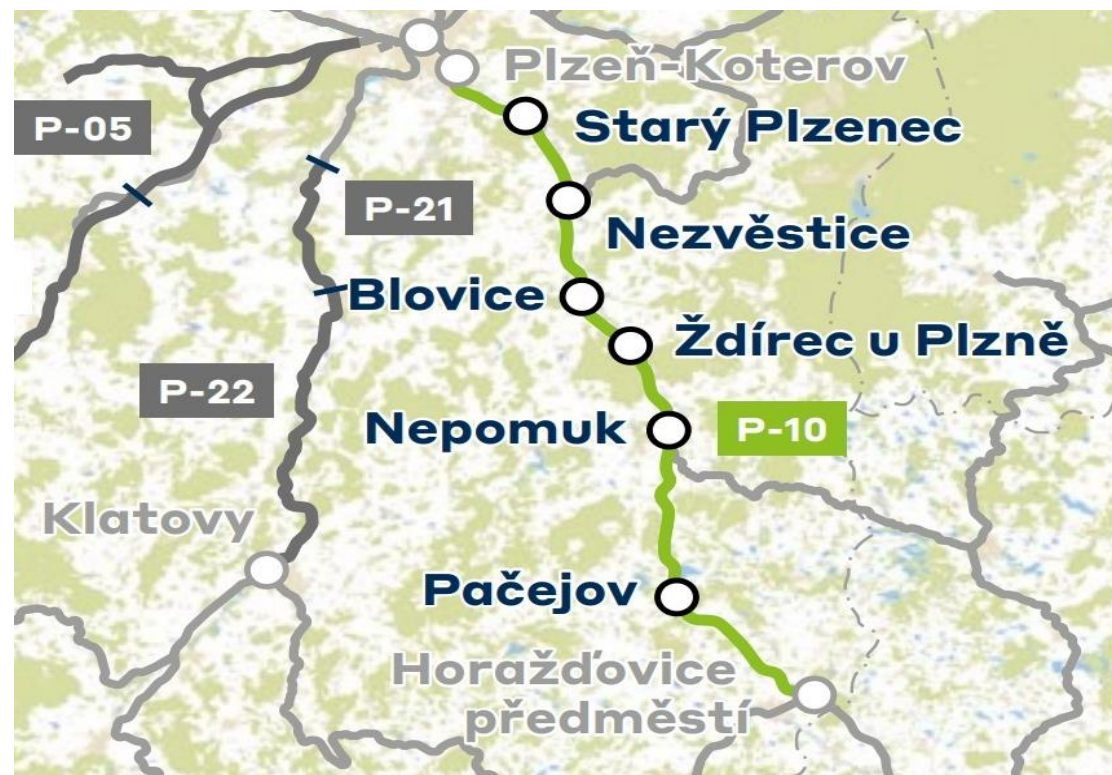 Plzeň-Koterov
P-05
Starý Plzenec
P-21
Nezvěstice
Blovice
Ždírec u Plzně
P-22
Nepomuk
P-10
Klatovy
Pačejov
Horažďovice
předměstí